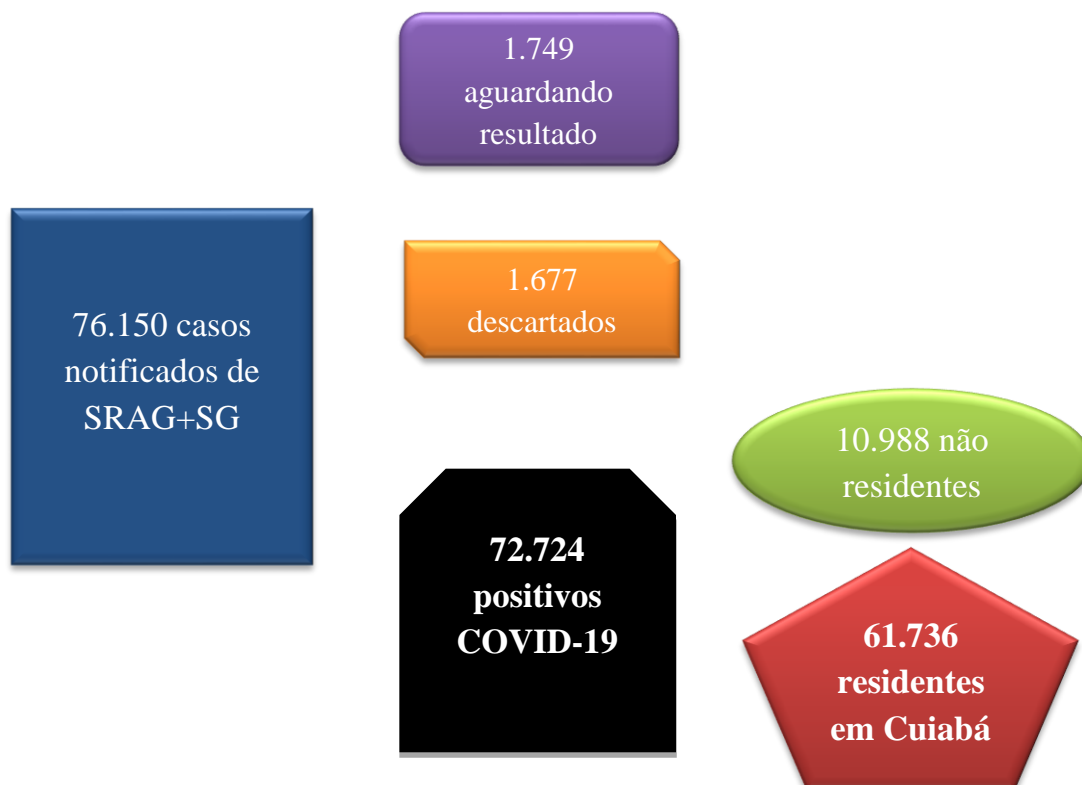 1.749
aguardando
resultado
76.150 casos
notificados de
SRAG+SG
1.677
descartados
72.724
positivos
COVID-19
10.988 não
residentes
61.736
residentes
em Cuiabá